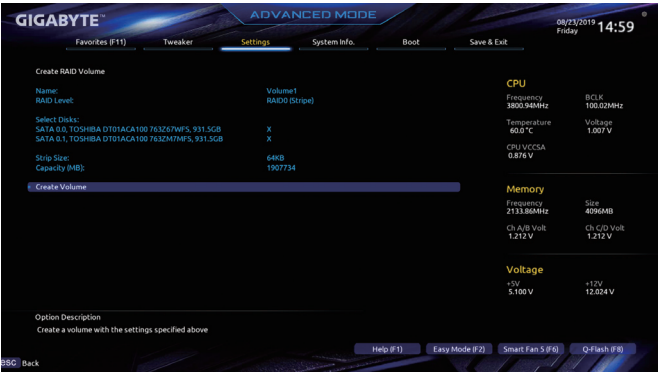 GIGABYTE™
ADVANCED MODE
08/23/2019 Friday 14:59
Favorites (F11) Tweaker Settings System Info. Boot Save & Exit
Create RAID Volume
Name: Volume1
RAID Level: RAID0 (Stripe)
Select Disks:
SATA 0.0, TOSHIBA DT01ACA100 763Z67WFS, 931.5GB X
SATA 0.1, TOSHIBA DT01ACA100 763ZM7MFS, 931.5GB X
Strip Size: 64KB
Capacity (MB): 1907734
Create Volume
CPU
Frequency BCLK
3800.94MHz 100.02MHz
Temperature Voltage
60.0 °C 1.007 V
CPU VCCSA
0.876 V
Memory
Frequency Size
2133.86MHz 4096MB
Ch A/B Volt Ch C/D Volt
1.212 V 1.212 V
Voltage
+5V +12V
5.100 V 12.024 V
Option Description
Create a volume with the settings specified above
Help (F1) Easy Mode (F2) Smart Fan 5 (F6) Q-Flash (F8)
esc Back